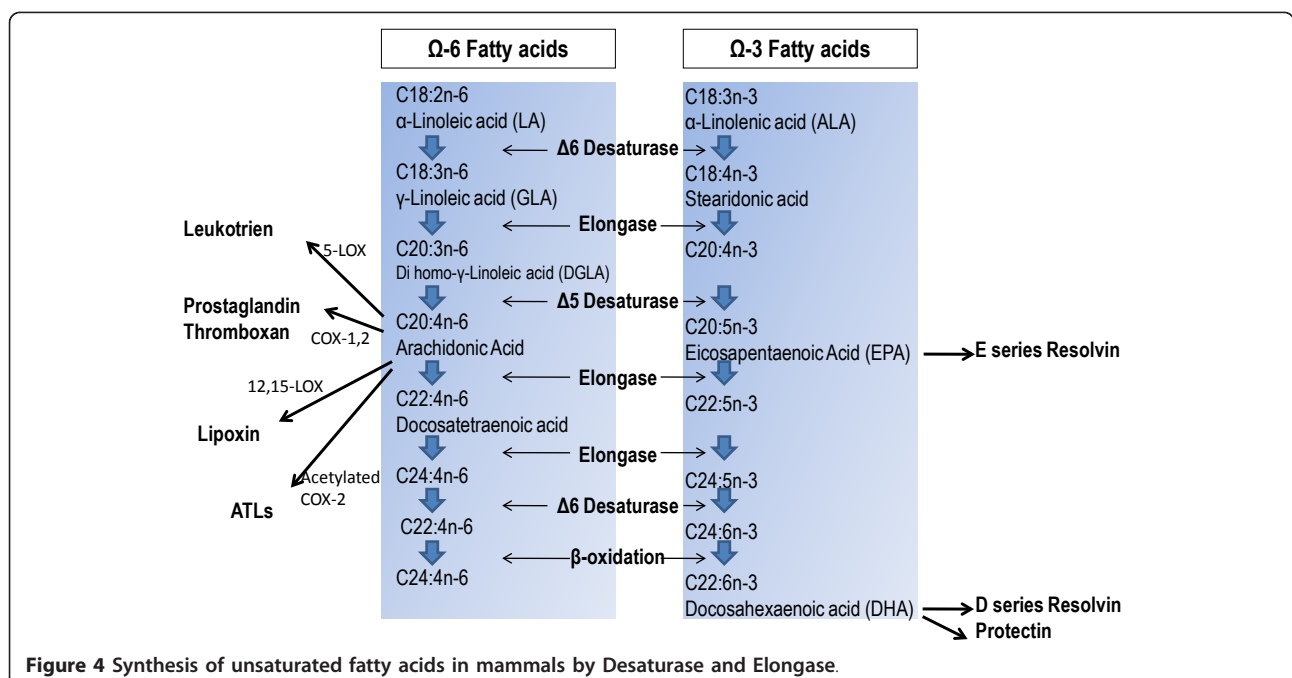 Ω-6 Fatty acids
Ω-3 Fatty acids
C18:2n-6
α-Linoleic acid (LA)
C18:3n-6
γ-Linoleic acid (GLA)
C20:3n-6
Di homo-γ-Linoleic acid (DGLA)
C20:4n-6
Arachidonic Acid
C22:4n-6
Docosatetraenoic acid
C24:4n-6
C22:4n-6
C24:4n-6
Δ6 Desaturase
Elongase
Δ5 Desaturase
Elongase
Elongase
Δ6 Desaturase
β-oxidation
C18:3n-3
α-Linolenic acid (ALA)
C18:4n-3
Stearidonic acid
C20:4n-3
C20:5n-3
Eicosapentaenoic Acid (EPA)
C22:5n-3
C24:5n-3
C24:6n-3
C22:6n-3
Docosahexaenoic acid (DHA)
Leukotrien
5-LOX
Prostaglandin
Thromboxan
COX-1,2
12,15-LOX
Lipoxin
Acetylated
COX-2
ATLs
E series Resolvin
D series Resolvin
Protectin
Figure 4 Synthesis of unsaturated fatty acids in mammals by Desaturase and Elongase.